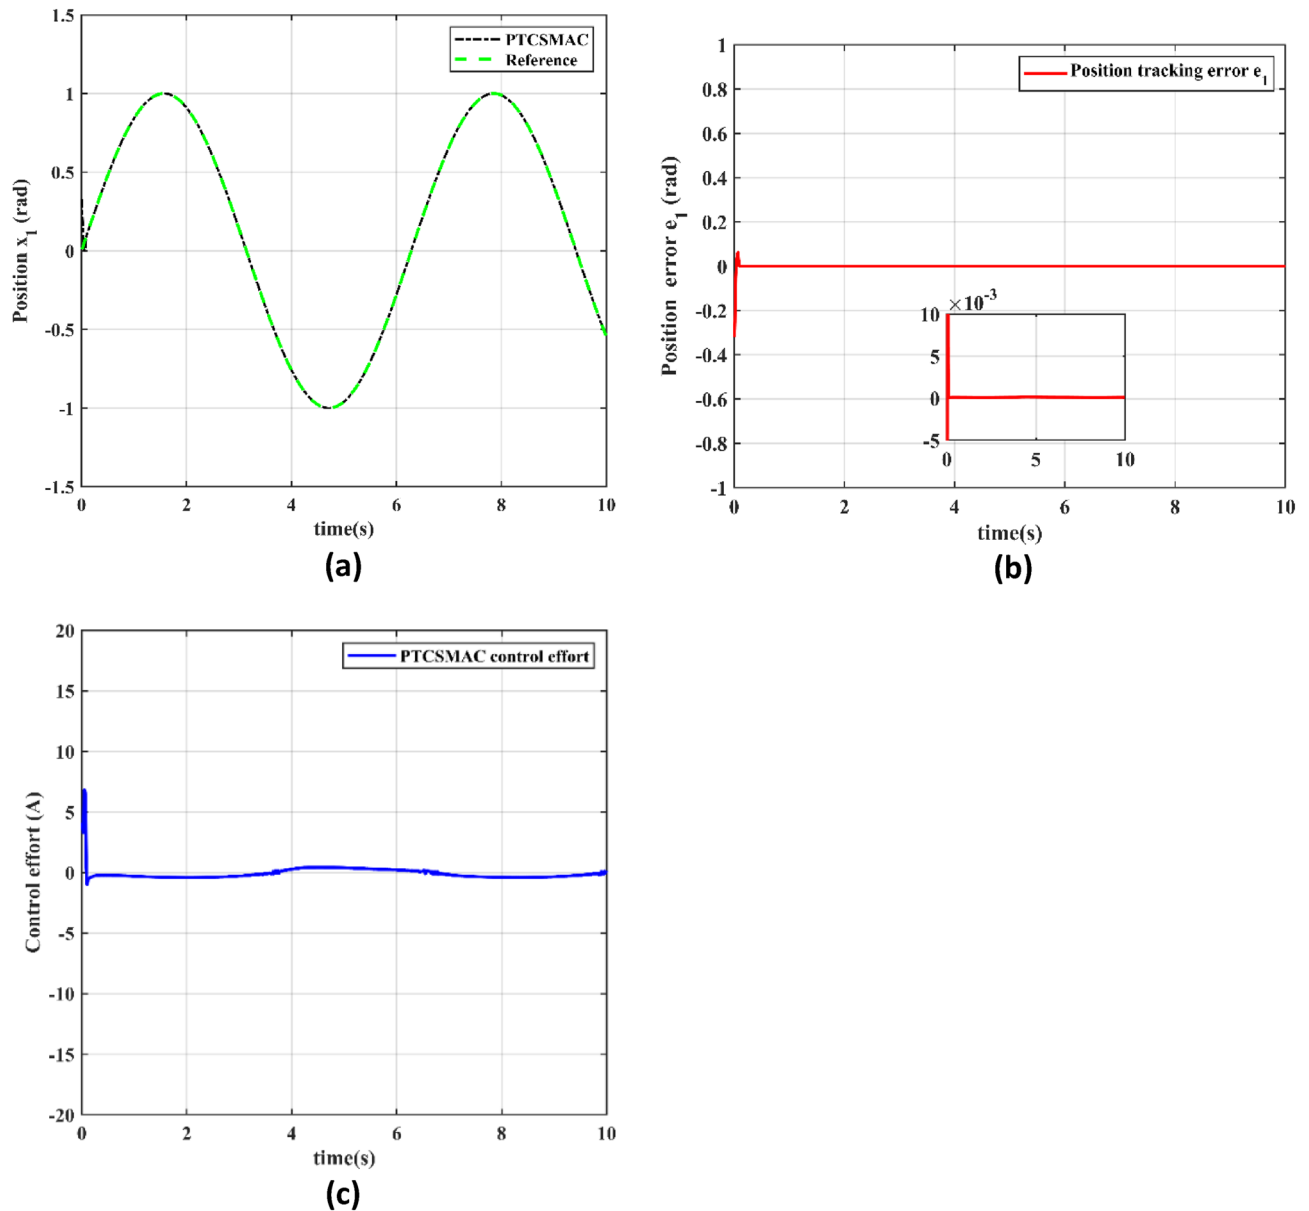 1.5
1
0.5
0
-0.5
-1
-1.5
Position x1 (rad)
PTCSMAC
Reference
0 2 4 6 8 10
time(s)
(a)
1
0.8
0.6
0.4
0.2
0
-0.2
-0.4
-0.6
-0.8
-1
Position error e1 (rad)
Position tracking error e1
×10-3
10
5
0
-5
0 5 10
0 2 4 6 8 10
time(s)
(b)
20
15
10
5
0
-5
-10
-15
-20
Control effort (A)
PTCSMAC control effort
0 2 4 6 8 10
time(s)
(c)